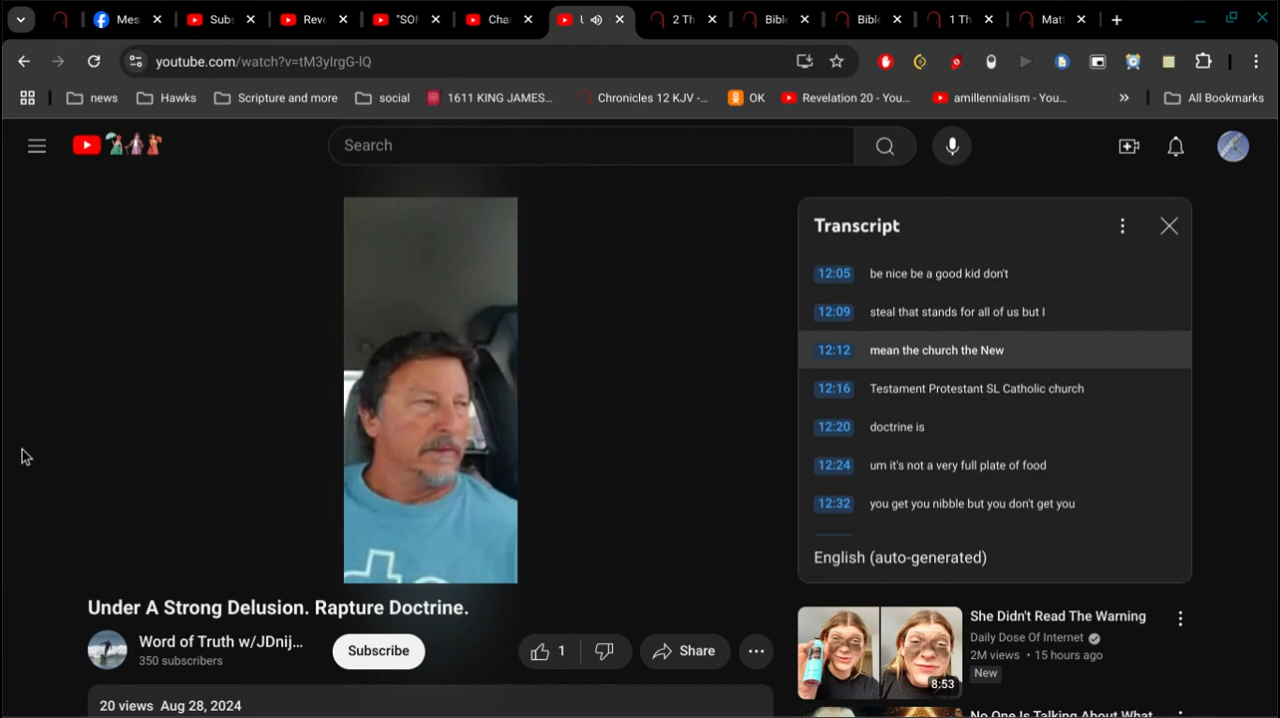 Mes
Subs
Reve
"SOI
Cha
2 Th
Bibl
Bibl
1 Th
Mat
youtube.com/watch?v=tM3yIrgG-lQ
news
Hawks
Scripture and more
social
1611 KING JAMES...
Chronicles 12 KJV -...
OK
Revelation 20 - You...
amillennialism - You...
All Bookmarks
Search
Transcript
12:05 be nice be a good kid don't
12:09 steal that stands for all of us but I
12:12 mean the church the New
12:16 Testament Protestant SL Catholic church
12:20 doctrine is
12:24 um it's not a very full plate of food
12:32 you get you nibble but you don't get you
English (auto-generated)
Under A Strong Delusion. Rapture Doctrine.
Word of Truth w/JDnij...
350 subscribers
Subscribe
1
Share
20 views Aug 28, 2024
She Didn't Read The Warning
Daily Dose Of Internet
2M views • 15 hours ago
New
8:53
No One Is Talking About What